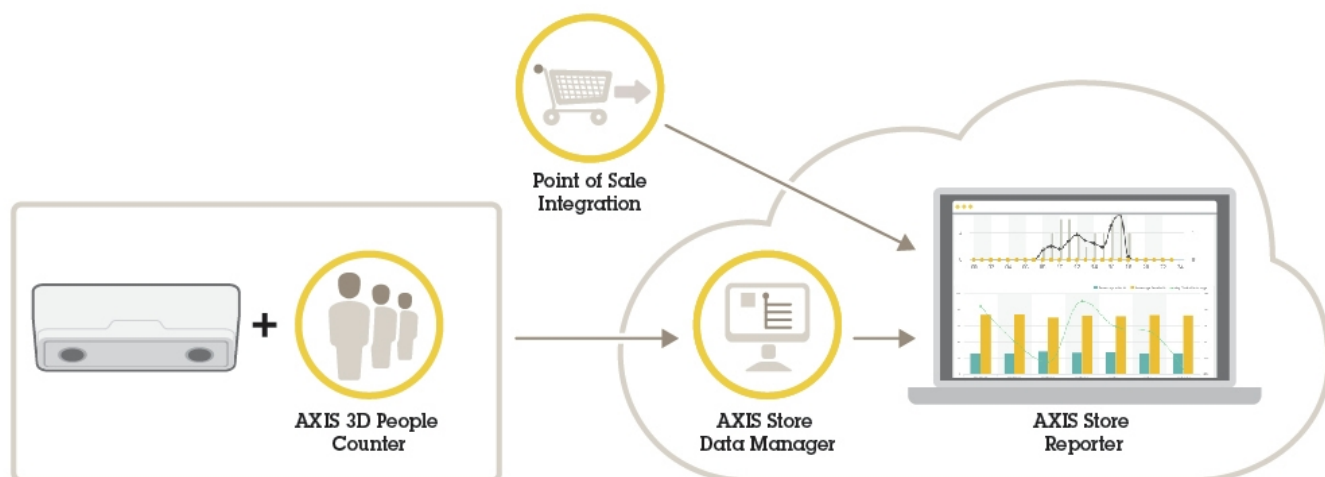 Point of Sale
Integration
AXIS 3D People
Counter
AXIS Store
Data Manager
AXIS Store
Reporter